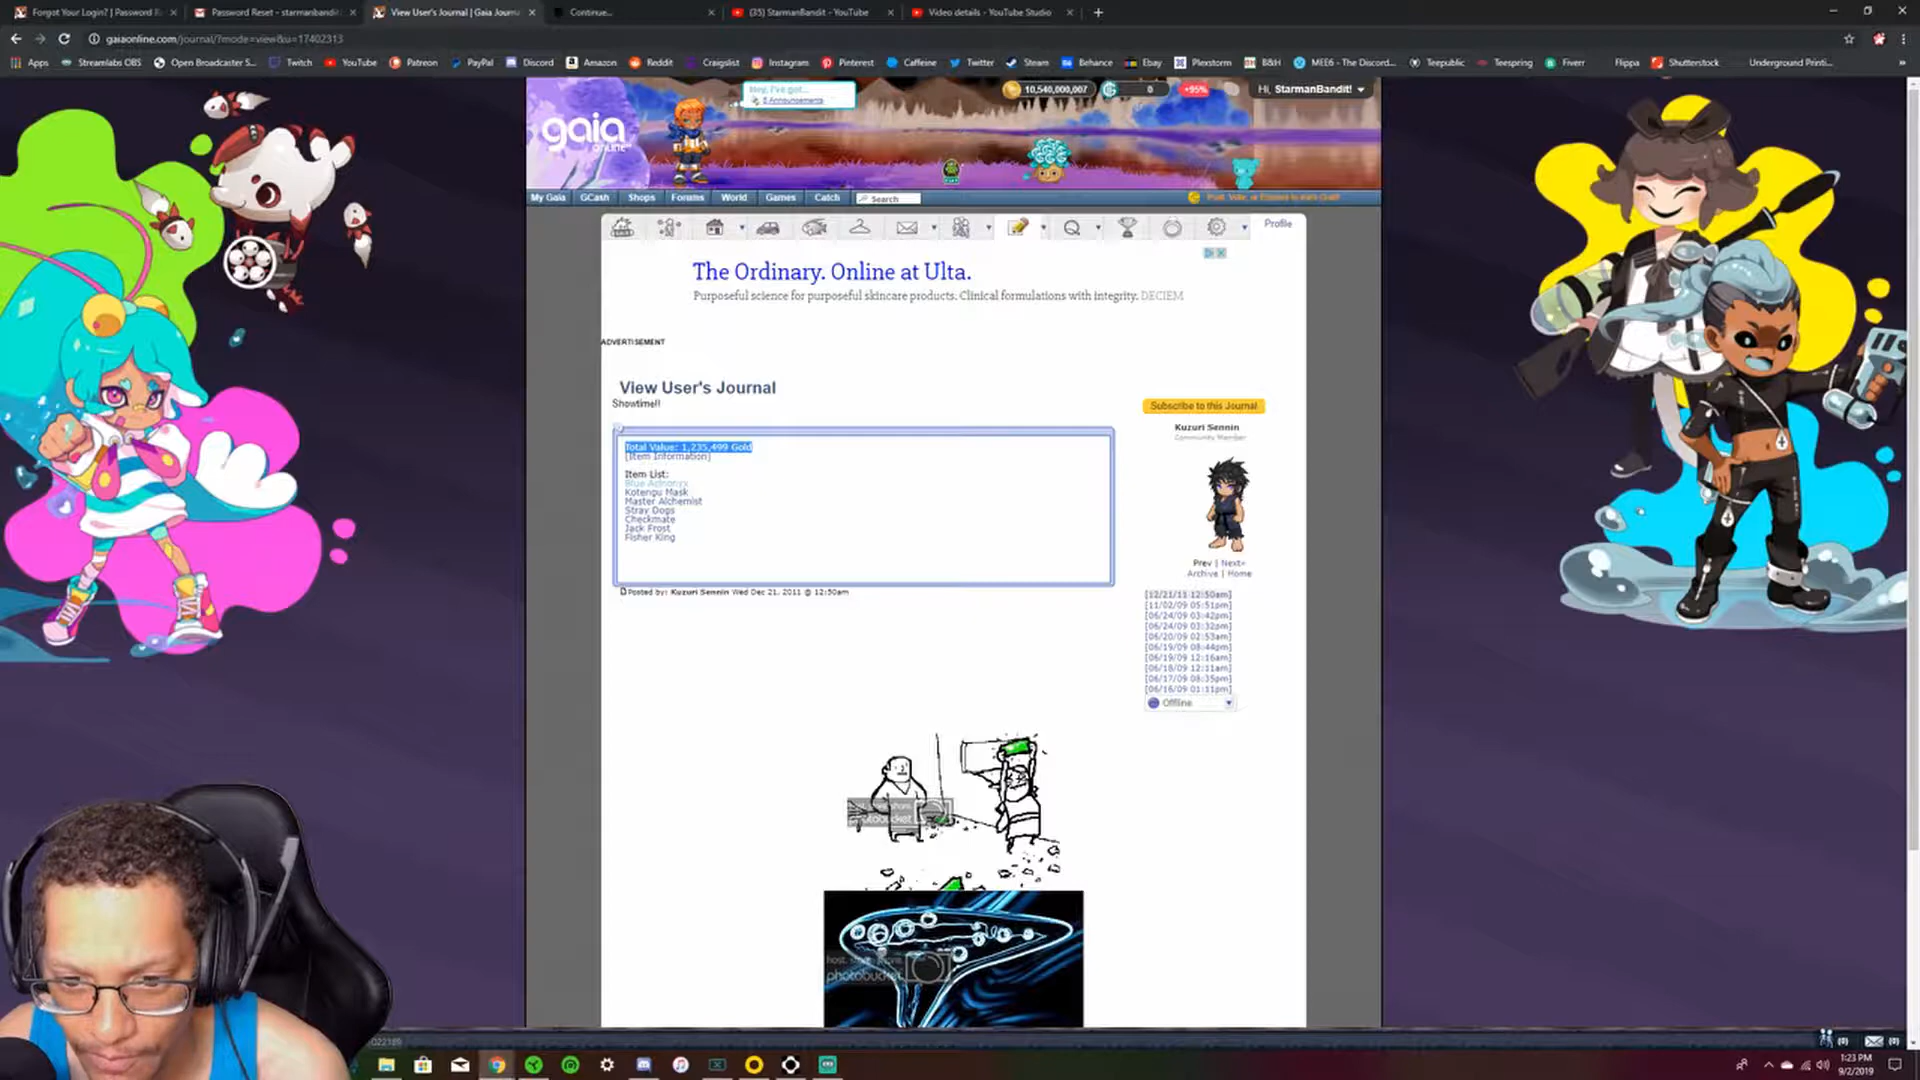 Forgot Your Login? | Password R
Password Reset - starmanbandit
View User's Journal | Gaia Journa
Continue...
(35) StarmanBandit - YouTube
Video details - YouTube Studio
gaiaonline.com/journal/?mode=view&u=17402313
Apps
Streamlabs OBS
Open Broadcaster S...
Twitch
YouTube
Patreon
PayPal
Discord
Amazon
Reddit
Craigslist
Instagram
Pinterest
Caffeine
Twitter
Steam
Behance
Ebay
Plexstorm
B&H
MEE6 - The Discord...
Teepublic
Teespring
Fiverr
Flippa
Shutterstock
Underground Printi...
Hey, I've got...
10,540,000,007
0
+95%
Hi, StarmanBandit!
gaia
ONLINE
My Gaia
GCash
Shops
Forums
World
Games
Catch
Search
Profile
The Ordinary. Online at Ulta.
Purposeful science for purposeful skincare products. Clinical formulations with integrity. DECIEM
ADVERTISEMENT
View User's Journal
Showtime!!
Total Value: 1,235,499 Gold
[Item Information]
Item List:
Kotengu Mask
Master Alchemist
Stray Dogs
Checkmate
Jack Frost
Fisher King
Posted by: Kuzuri Sennin Wed Dec 21, 2011 @ 12:50am
Subscribe to this Journal
Kuzuri Sennin
Community Member
Prev | Next»
Archive | Home
[12/21/11 12:50am]
[11/02/09 05:51pm]
[06/24/09 03:42pm]
[06/24/09 03:32pm]
[06/20/09 02:53am]
[06/19/09 08:44pm]
[06/19/09 12:16am]
[06/18/09 12:11am]
[06/17/09 08:35pm]
[06/16/09 01:11pm]
Offline
photobucket
photobucket
(0)
(0)
1:23 PM
9/2/2019